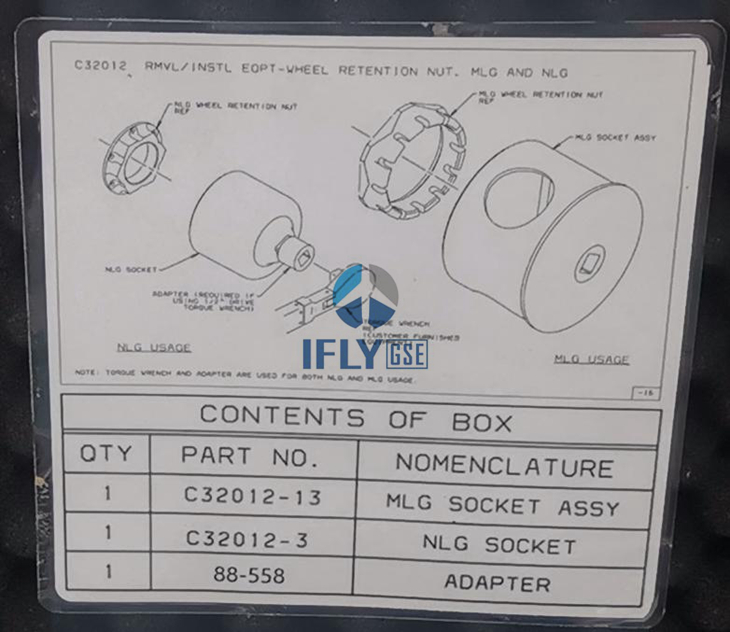 C32012, RMVL/INSTL EQPT-WHEEL RETENTION NUT, MLG AND NLG
NLG WHEEL RETENTION NUT
REF
MLG WHEEL RETENTION NUT
REF
MLG SOCKET ASSY
NLG SOCKET
ADAPTER (REQUIRED IF
USING 1/2" DRIVE
TORQUE WRENCH)
TORQUE WRENCH
REF
(CUSTOMER FURNISHED
IFLY GSE
NLG USAGE
MLG USAGE
NOTE: TORQUE WRENCH AND ADAPTER ARE USED FOR BOTH NLG AND MLG USAGE.
-16
CONTENTS OF BOX
QTY PART NO. NOMENCLATURE
1 C32012-13 MLG SOCKET ASSY
1 C32012-3 NLG SOCKET
1 88-558 ADAPTER